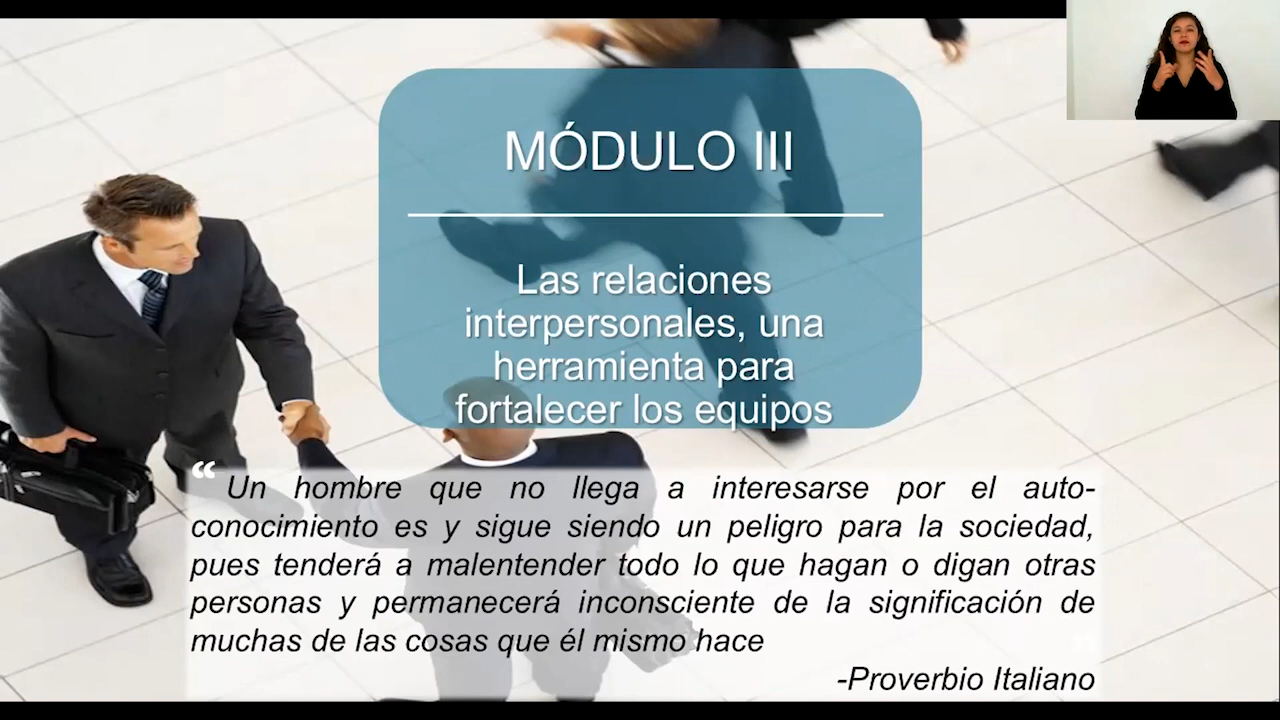 MÓDULO III
Las relaciones
interpersonales, una
herramienta para
fortalecer los equipos
“ Un hombre que no llega a interesarse por el auto-
conocimiento es y sigue siendo un peligro para la sociedad,
pues tenderá a malentender todo lo que hagan o digan otras
personas y permanecerá inconsciente de la significación de
muchas de las cosas que él mismo hace ”
-Proverbio Italiano